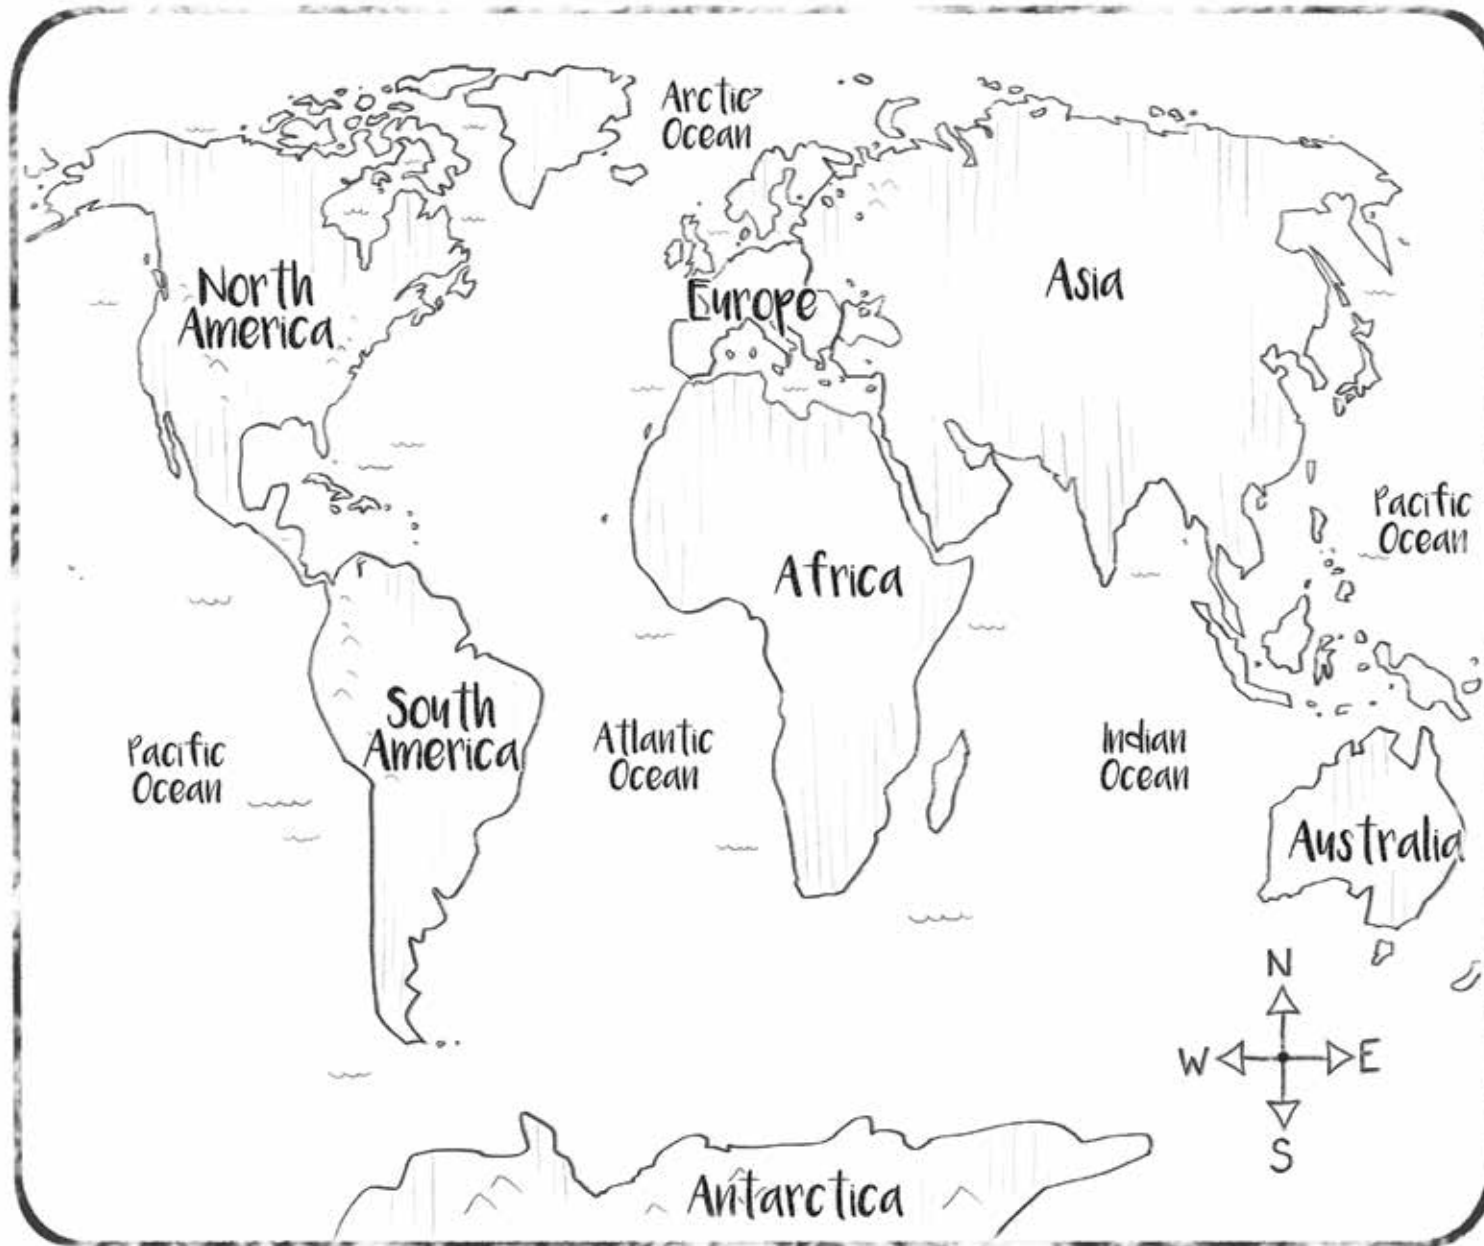 Arctic
Ocean
North
America
Europe
Asia
Pacific
Ocean
Africa
South
America
Pacific
Ocean
Atlantic
Ocean
Indian
Ocean
Australia
N
W
E
S
Antarctica